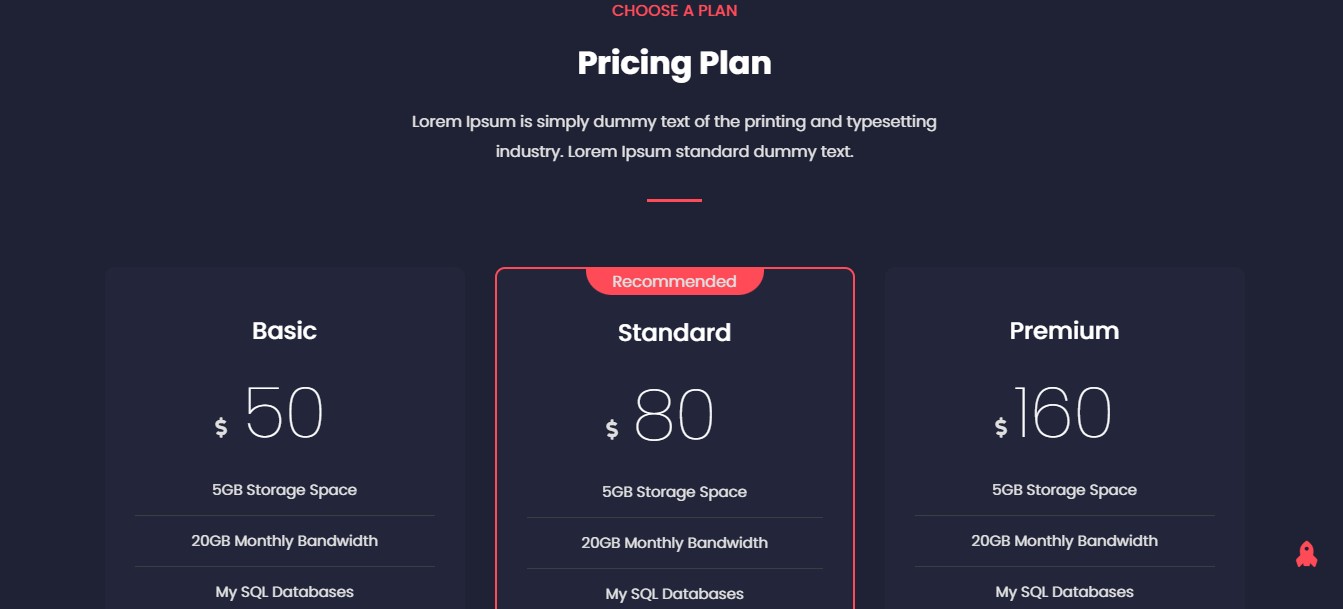 CHOOSE A PLAN
Pricing Plan
Lorem Ipsum is simply dummy text of the printing and typesetting
industry. Lorem Ipsum standard dummy text.
Basic
$ 50
5GB Storage Space
20GB Monthly Bandwidth
My SQL Databases
Recommended
Standard
$ 80
5GB Storage Space
20GB Monthly Bandwidth
My SQL Databases
Premium
$ 160
5GB Storage Space
20GB Monthly Bandwidth
My SQL Databases